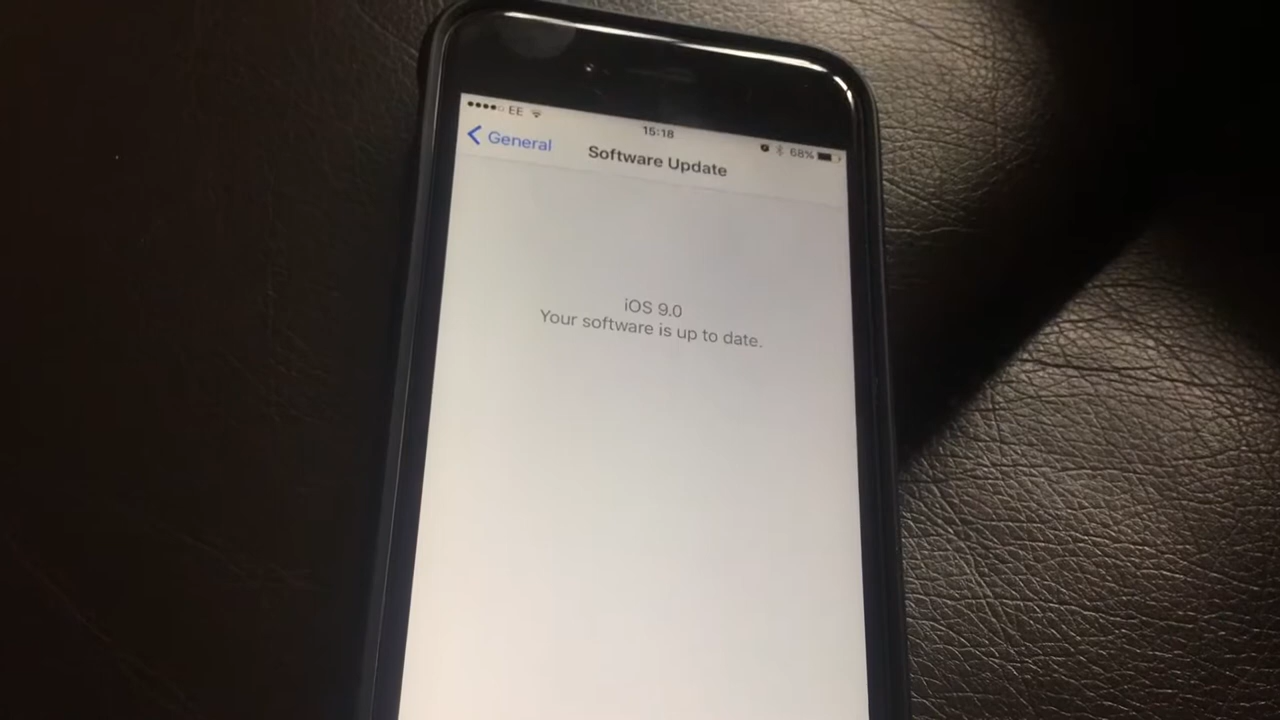 EE
15:18
68%
General
Software Update
iOS 9.0
Your software is up to date.